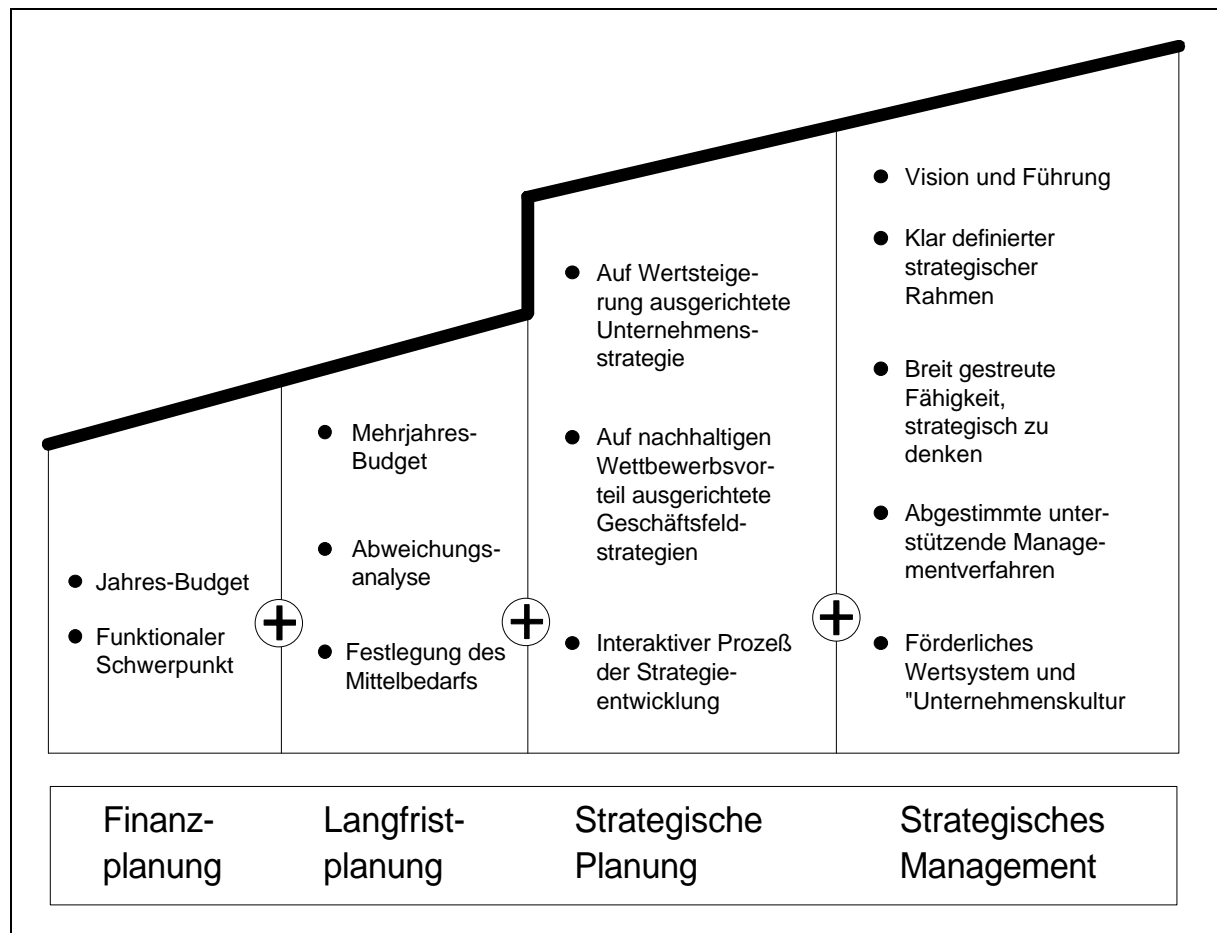 Jahres-Budget
Funktionaler
Schwerpunkt
Mehrjahres-
Budget
Abweichungs-
analyse
Festlegung des
Mittelbedarfs
Auf Wertsteige-
rung ausgerichtete
Unternehmens-
strategie
Auf nachhaltigen
Wettbewerbsvor-
teil ausgerichtete
Geschäftsfeld-
strategien
Interaktiver Prozeß
der Strategie-
entwicklung
Vision und Führung
Klar definierter
strategischer
Rahmen
Breit gestreute
Fähigkeit,
strategisch zu
denken
Abgestimmte unter-
stützende Manage-
mentverfahren
Förderliches
Wertsystem und
"Unternehmenskultur
Finanz-
planung
Langfrist-
planung
Strategische
Planung
Strategisches
Management